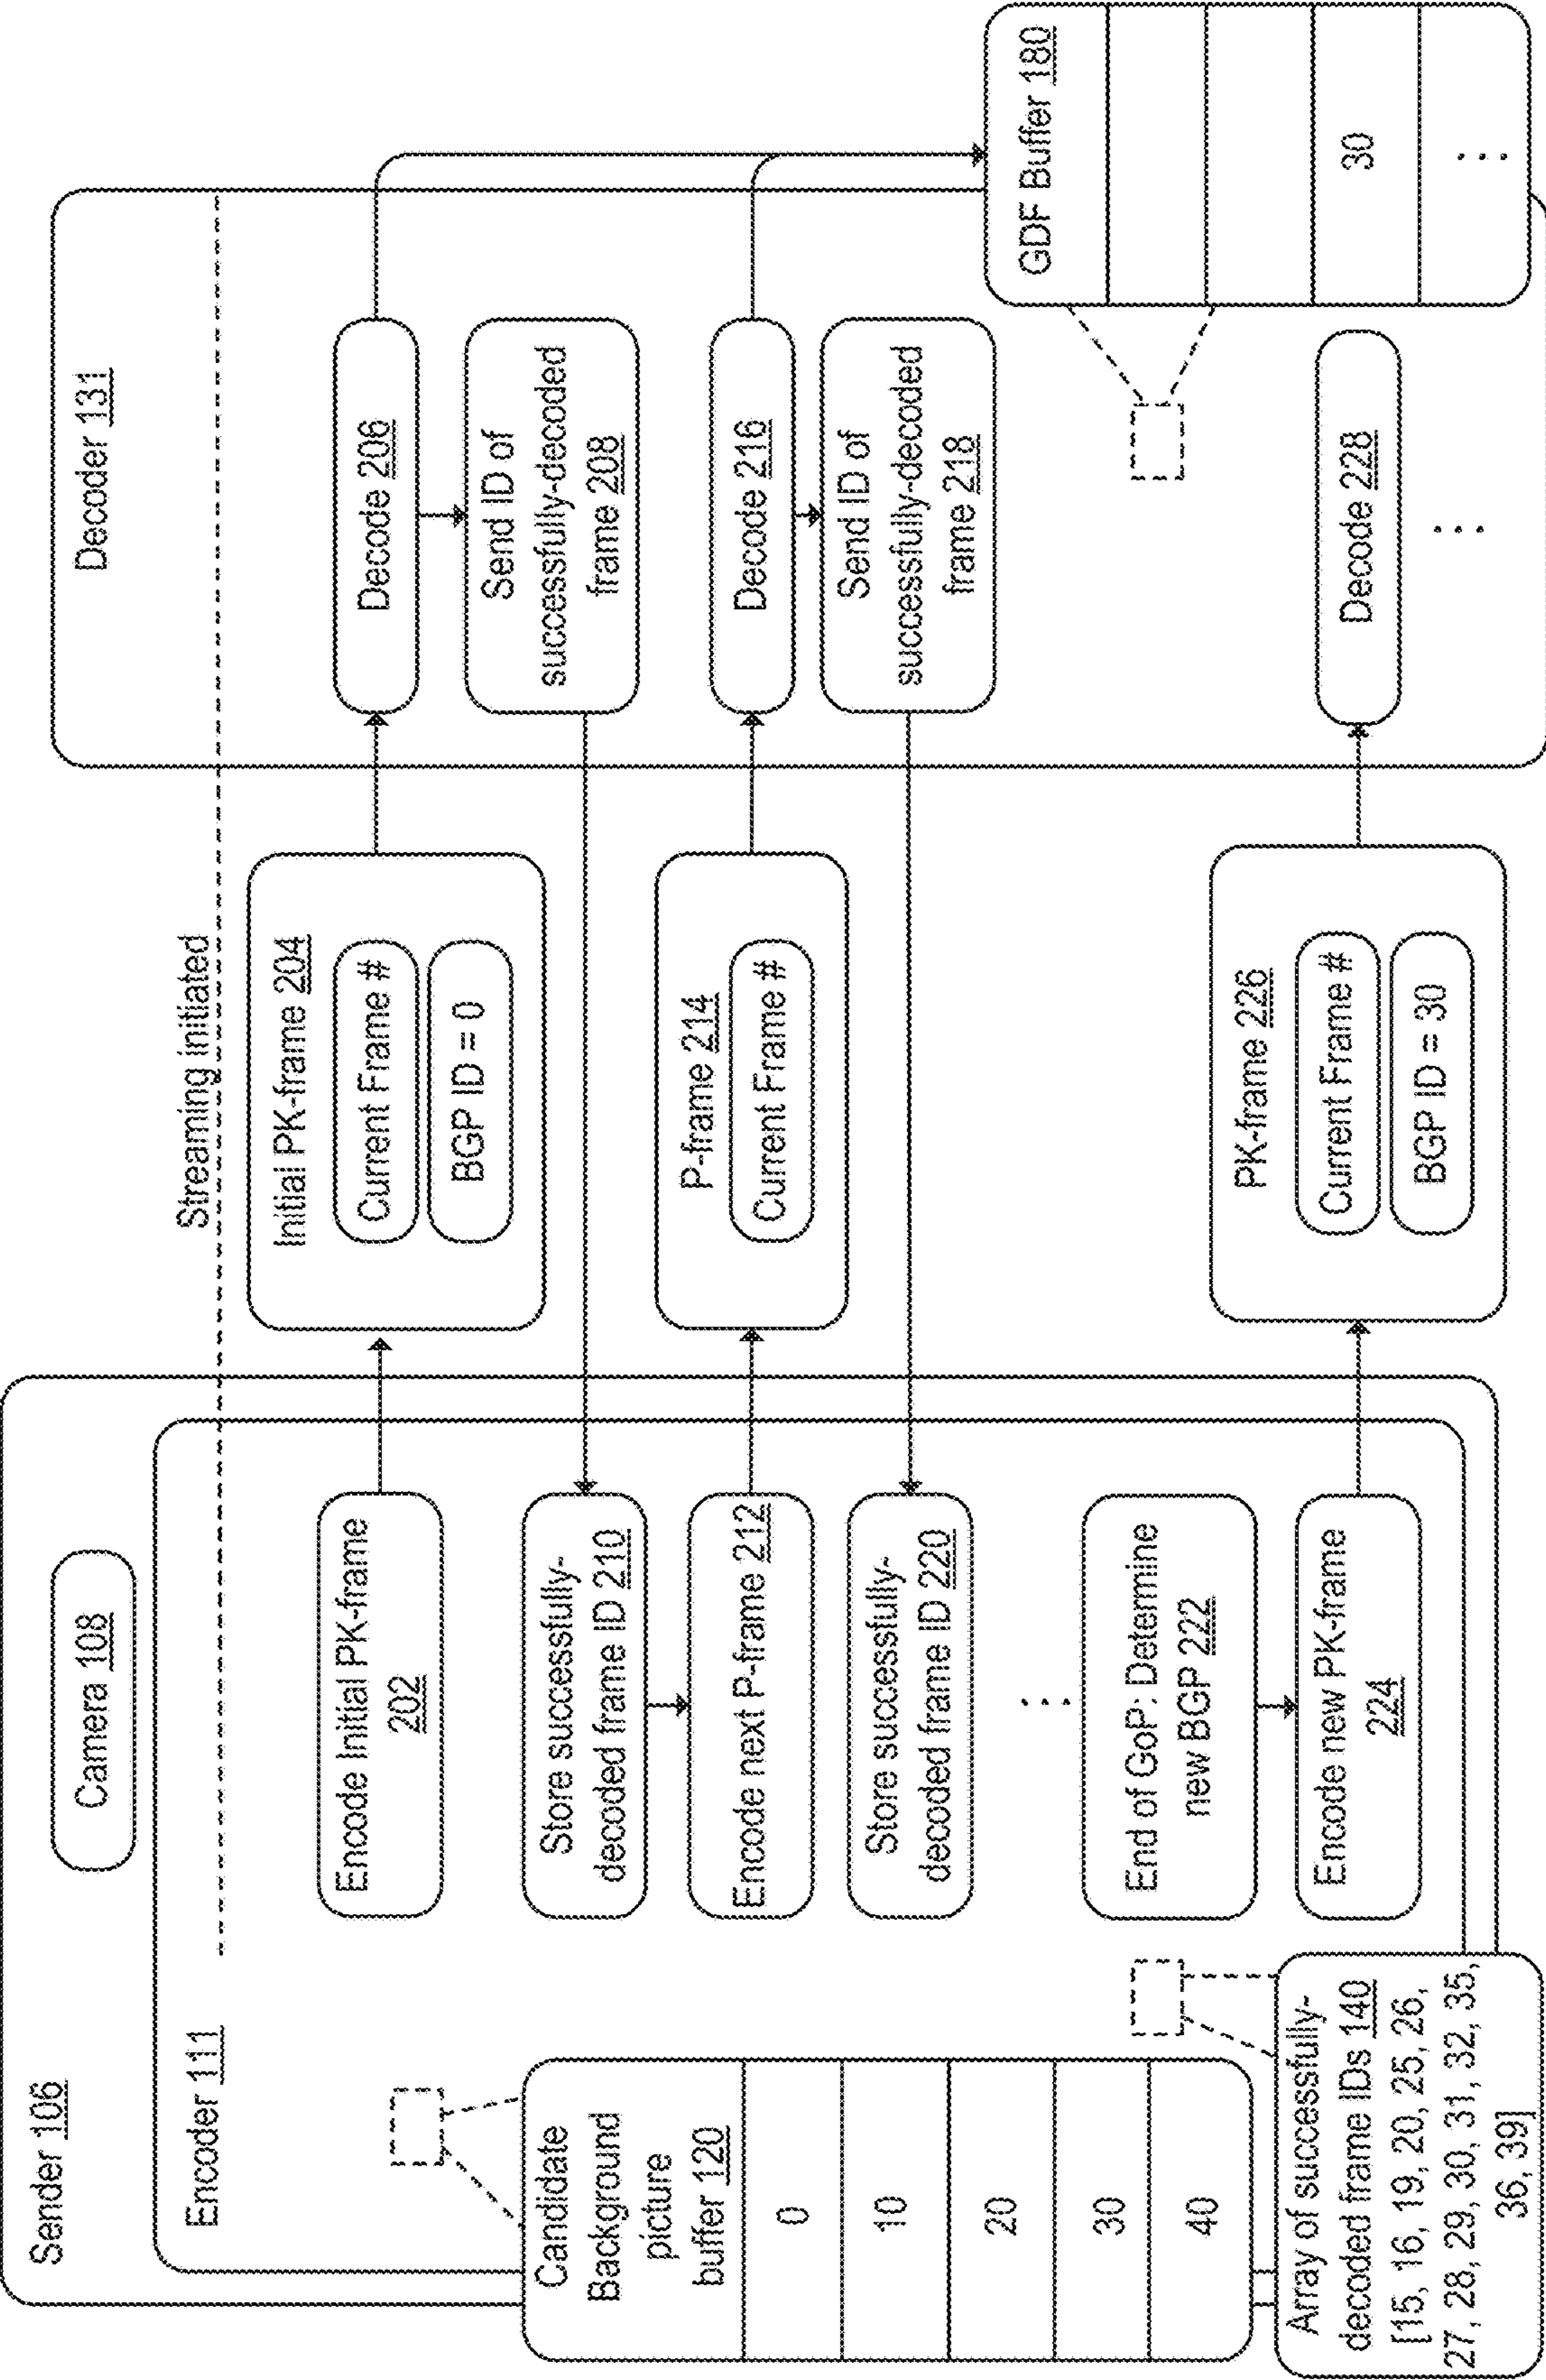 Sender 106
Camera 108
Encoder 111
Streaming initiated
Decoder 131
Encode Initial PK-frame
202
Initial PK-frame 204
Current Frame #
BGP ID = 0
Decode 206
Send ID of
successfully-decoded
frame 208
Store successfully-
decoded frame ID 210
Encode next P-frame 212
P-frame 214
Current Frame #
Decode 216
Send ID of
successfully-decoded
frame 218
Store successfully-
decoded frame ID 220
...
End of GoP: Determine
new BGP 222
Encode new PK-frame
224
PK-frame 226
Current Frame #
BGP ID = 30
Decode 228
...
Candidate
Background
picture
buffer 120
0
10
20
30
40
Array of successfully-
decoded frame IDs 140
[15, 16, 19, 20, 25, 26,
27, 28, 29, 30, 31, 32, 35,
36, 39]
GDF Buffer 180
30
...